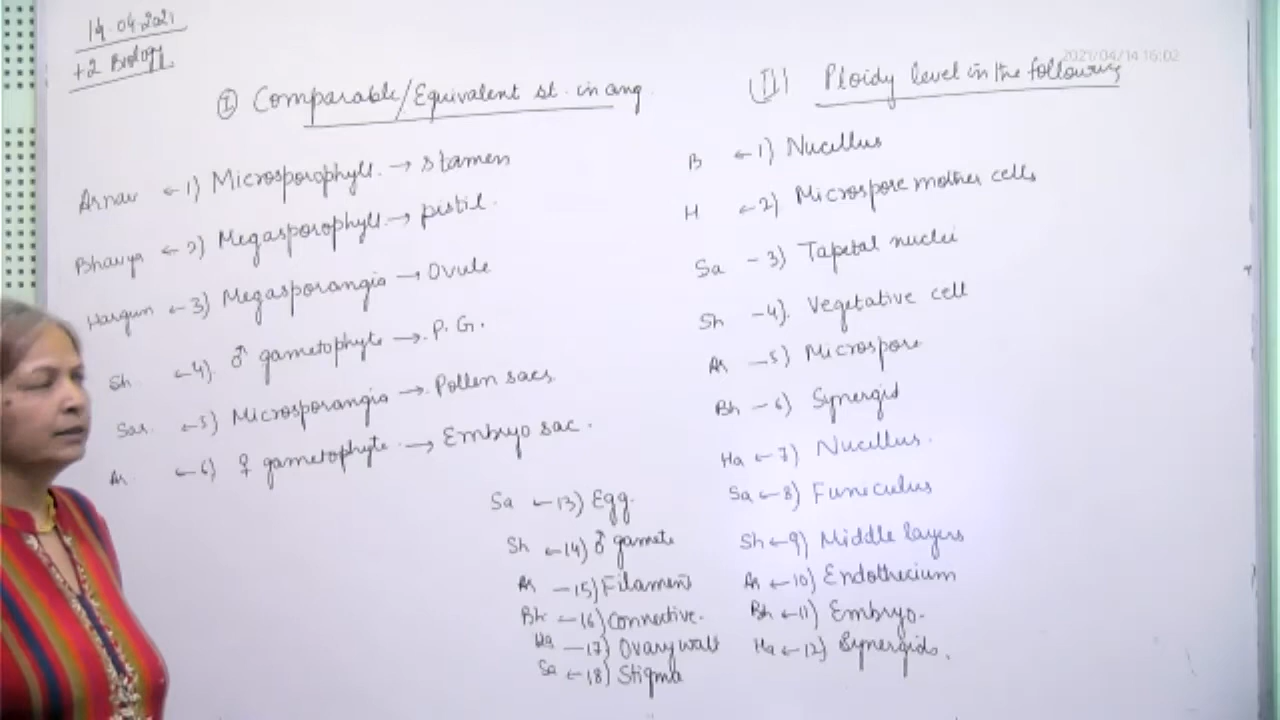 14.04.2021
+2 Biology
2021/04/14 16:02
I Comparable/Equivalent st. in ang.
Arnav ← 1) Microsporophyll. → stamen
Bhavya ← 2) Megasporophyll. → pistil.
Hargun ← 3) Megasporangia → Ovule
Sh ← 4) ♂ gametophyte → P.G.
Sar. ← 5) Microsporangia → Pollen sacs
Ar ← 6) ♀ gametophyte → Embryo sac.
II Ploidy level in the following
B ← 1) Nucellus
H ← 2) Microspore mother cells
Sa - 3) Tapetal nuclei
Sh - 4) Vegetative cell
Ar - 5) Microspore
Bh - 6) Synergid
Ha ← 7) Nucellus.
Sa ← 8) Funiculus
Sh ← 9) Middle layers
Ar ← 10) Endothecium
Bh ← 11) Embryo.
Ha ← 12) Synergids.
Sa ← 13) Egg.
Sh ← 14) ♂ gamete
Ar - 15) Filament
Bh - 16) Connective.
Ha - 17) Ovary wall
Sa ← 18) Stigma